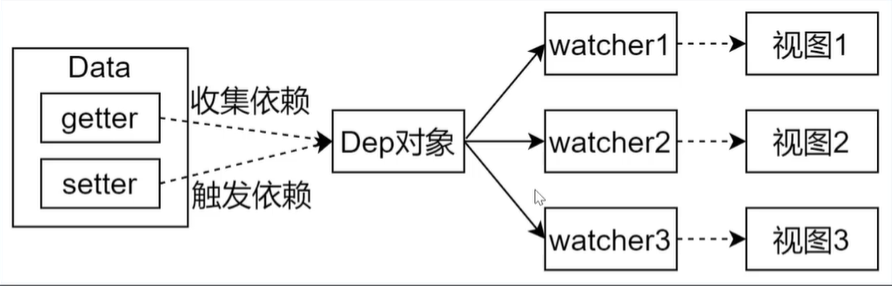 Data
getter
setter
收集依赖
触发依赖
Dep对象
watcher1
视图1
watcher2
视图2
watcher3
视图3